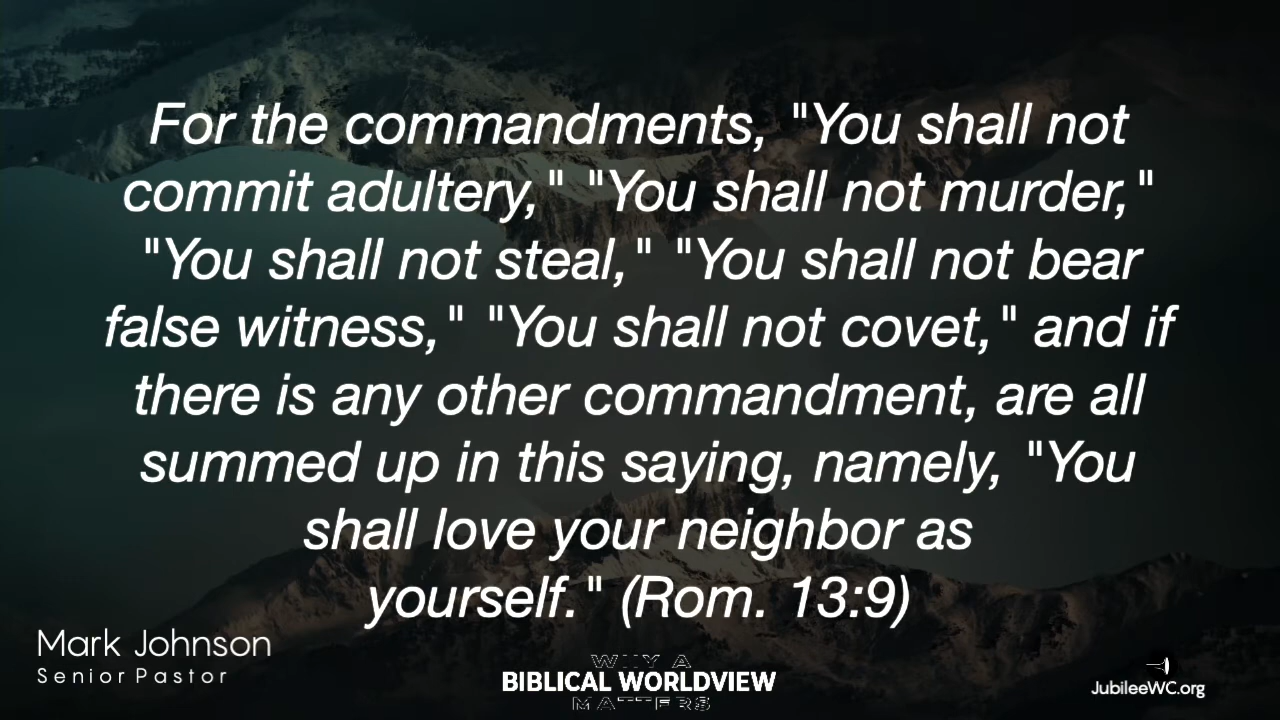 For the commandments, "You shall not
commit adultery," "You shall not murder,"
"You shall not steal," "You shall not bear
false witness," "You shall not covet," and if
there is any other commandment, are all
summed up in this saying, namely, "You
shall love your neighbor as
yourself." (Rom. 13:9)
Mark Johnson
Senior Pastor
WHY A
BIBLICAL WORLDVIEW
MATTERS
JubileeWC.org